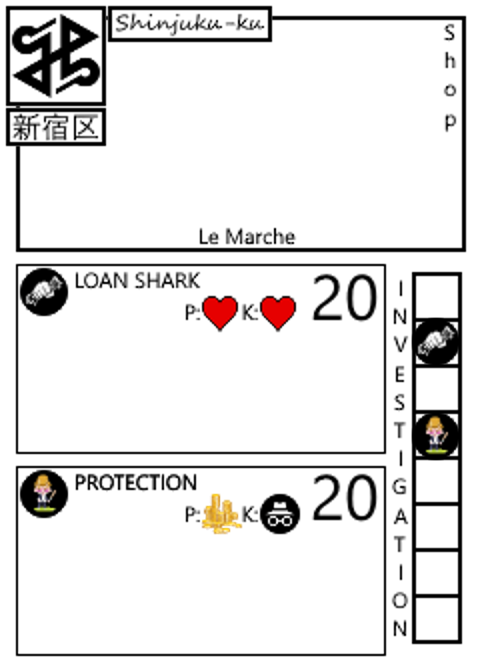 Shinjuku-ku
新宿区
Shop
Le Marche
LOAN SHARK
P: K: 20
PROTECTION
P: K: 20
INVESTIGATION